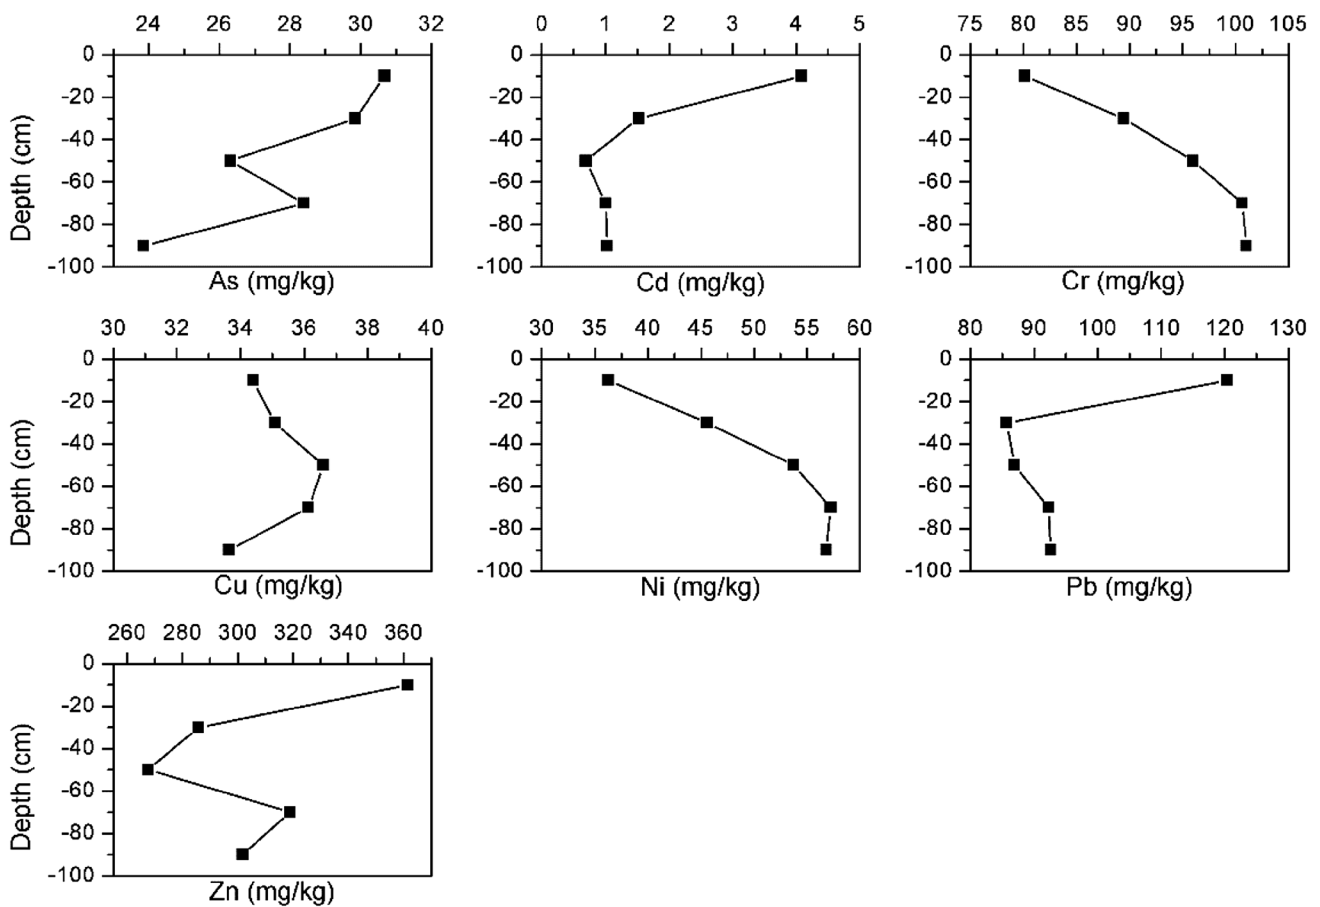 24 26 28 30 32
0 1 2 3 4 5
75 80 85 90 95 100 105
0
-20
-40
-60
-80
-100
Depth (cm)
As (mg/kg)
0
-20
-40
-60
-80
-100
Cd (mg/kg)
0
-20
-40
-60
-80
-100
Cr (mg/kg)
30 32 34 36 38 40
30 35 40 45 50 55 60
80 90 100 110 120 130
0
-20
-40
-60
-80
-100
Depth (cm)
Cu (mg/kg)
0
-20
-40
-60
-80
-100
Ni (mg/kg)
0
-20
-40
-60
-80
-100
Pb (mg/kg)
260 280 300 320 340 360
0
-20
-40
-60
-80
-100
Depth (cm)
Zn (mg/kg)